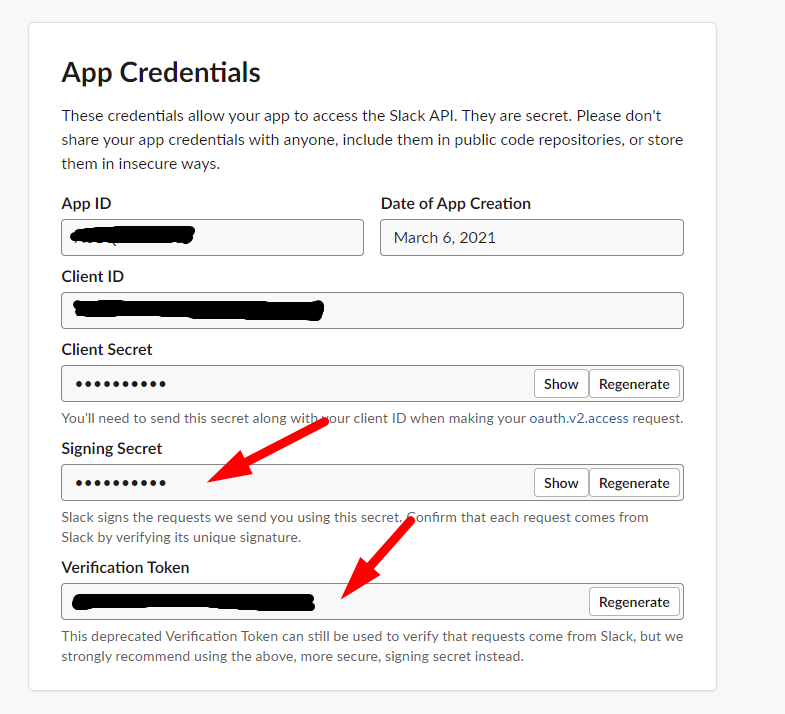 App Credentials
These credentials allow your app to access the Slack API. They are secret. Please don't
share your app credentials with anyone, include them in public code repositories, or store
them in insecure ways.
App ID
Date of App Creation
March 6, 2021
Client ID
Client Secret
•••••••••• Show Regenerate
You'll need to send this secret along with your client ID when making your oauth.v2.access request.
Signing Secret
•••••••••• Show Regenerate
Slack signs the requests we send you using this secret. Confirm that each request comes from
Slack by verifying its unique signature.
Verification Token
Regenerate
This deprecated Verification Token can still be used to verify that requests come from Slack, but we
strongly recommend using the above, more secure, signing secret instead.